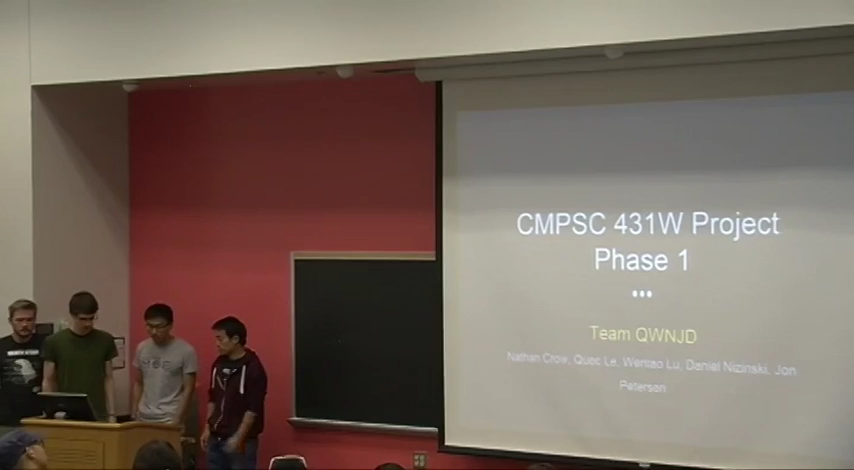 CMPSC 431W Project
Phase 1
Team QWNJD
Nathan Crow, Quoc Le, Wentao Lu, Daniel Nizinski, Jon
Peterson